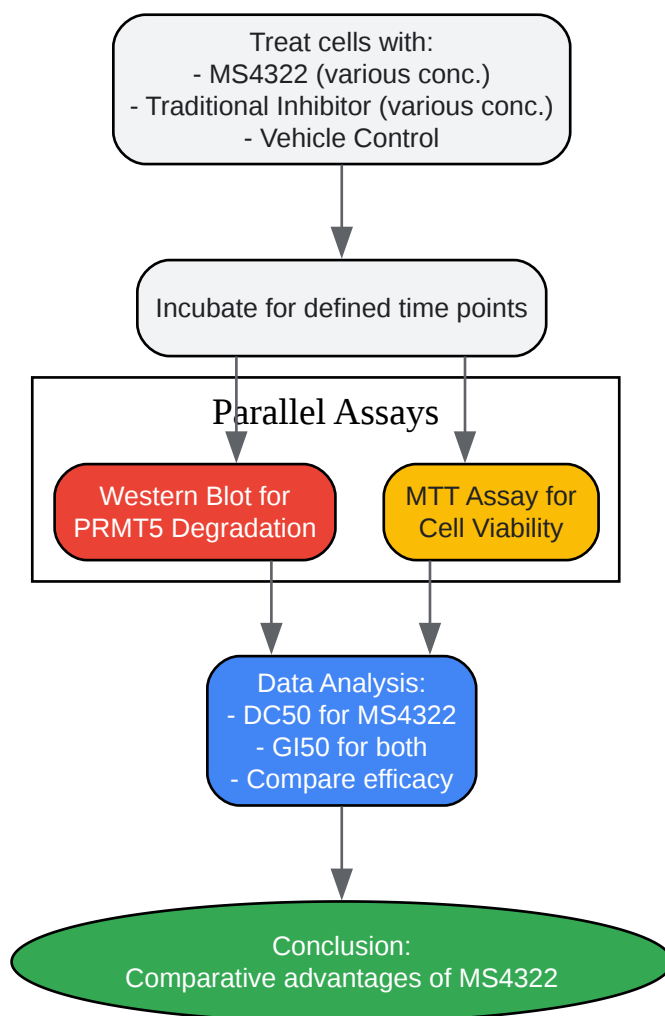 Treat cells with:
- MS4322 (various conc.)
- Traditional Inhibitor (various conc.)
- Vehicle Control
Incubate for defined time points
Parallel Assays
Western Blot for
PRMT5 Degradation
MTT Assay for
Cell Viability
Data Analysis:
- DC50 for MS4322
- GI50 for both
- Compare efficacy
Conclusion:
Comparative advantages of MS4322